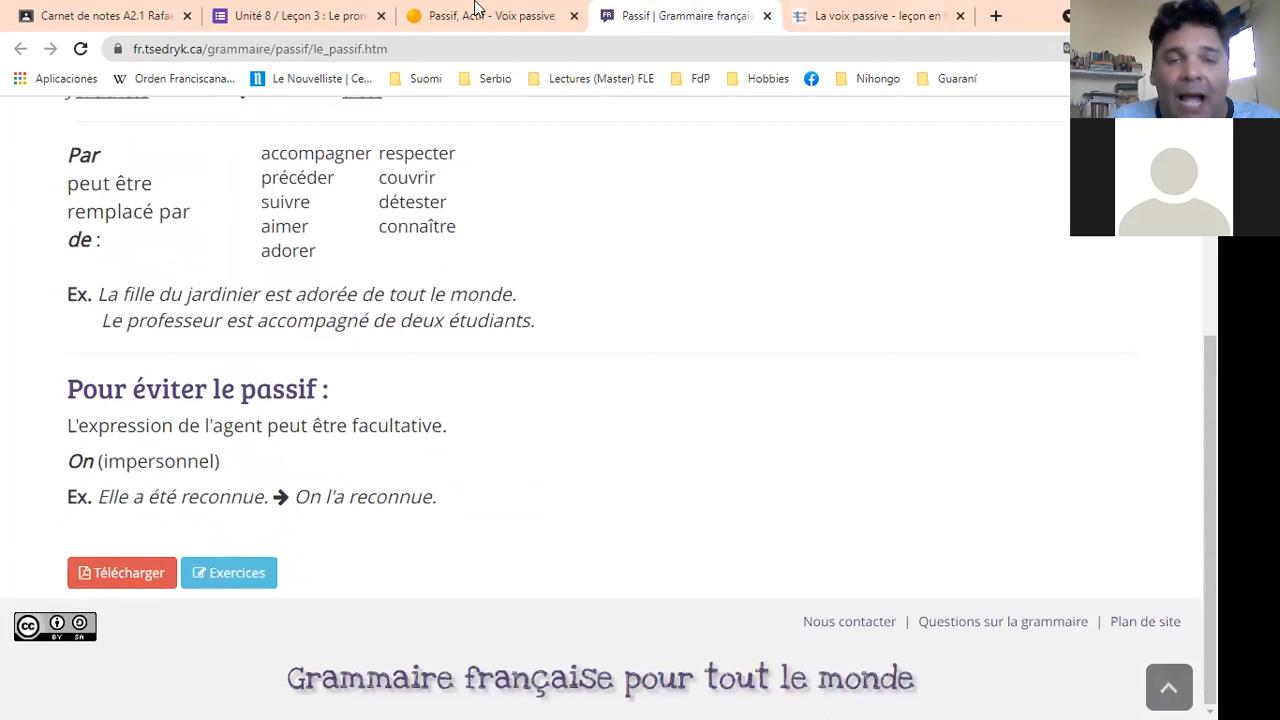 Carnet de notes A2.1 Rafae
Unité 8 / Leçon 3 : Le pron
Passif, Actif - Voix passive,
Passif | Grammaire françai
La voix passive - leçon en
fr.tsedryk.ca/grammaire/passif/le_passif.htm
Aplicaciones
Orden Franciscana...
Le Nouvelliste | Ce...
Suomi
Serbio
Lectures (Master) FLE
FdP
Hobbies
Nihongo
Guaraní
Par
peut être
remplacé par
de :
accompagner respecter
précéder couvrir
suivre détester
aimer connaître
adorer
Ex. La fille du jardinier est adorée de tout le monde.
Le professeur est accompagné de deux étudiants.
Pour éviter le passif :
L'expression de l'agent peut être facultative.
On (impersonnel)
Ex. Elle a été reconnue. ➔ On l'a reconnue.
Télécharger
Exercices
BY SA
Nous contacter | Questions sur la grammaire | Plan de site
Grammaire française pour tout le monde